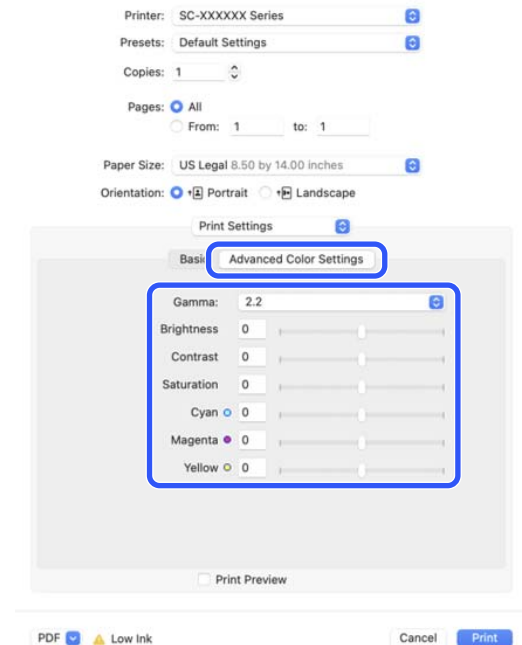 Printer: SC-XXXXXX Series
Presets: Default Settings
Copies: 1
Pages: All
From: 1 to: 1
Paper Size: US Legal 8.50 by 14.00 inches
Orientation: Portrait Landscape
Print Settings
Basic Advanced Color Settings
Gamma: 2.2
Brightness 0
Contrast 0
Saturation 0
Cyan 0
Magenta 0
Yellow 0
Print Preview
PDF Low Ink Cancel Print